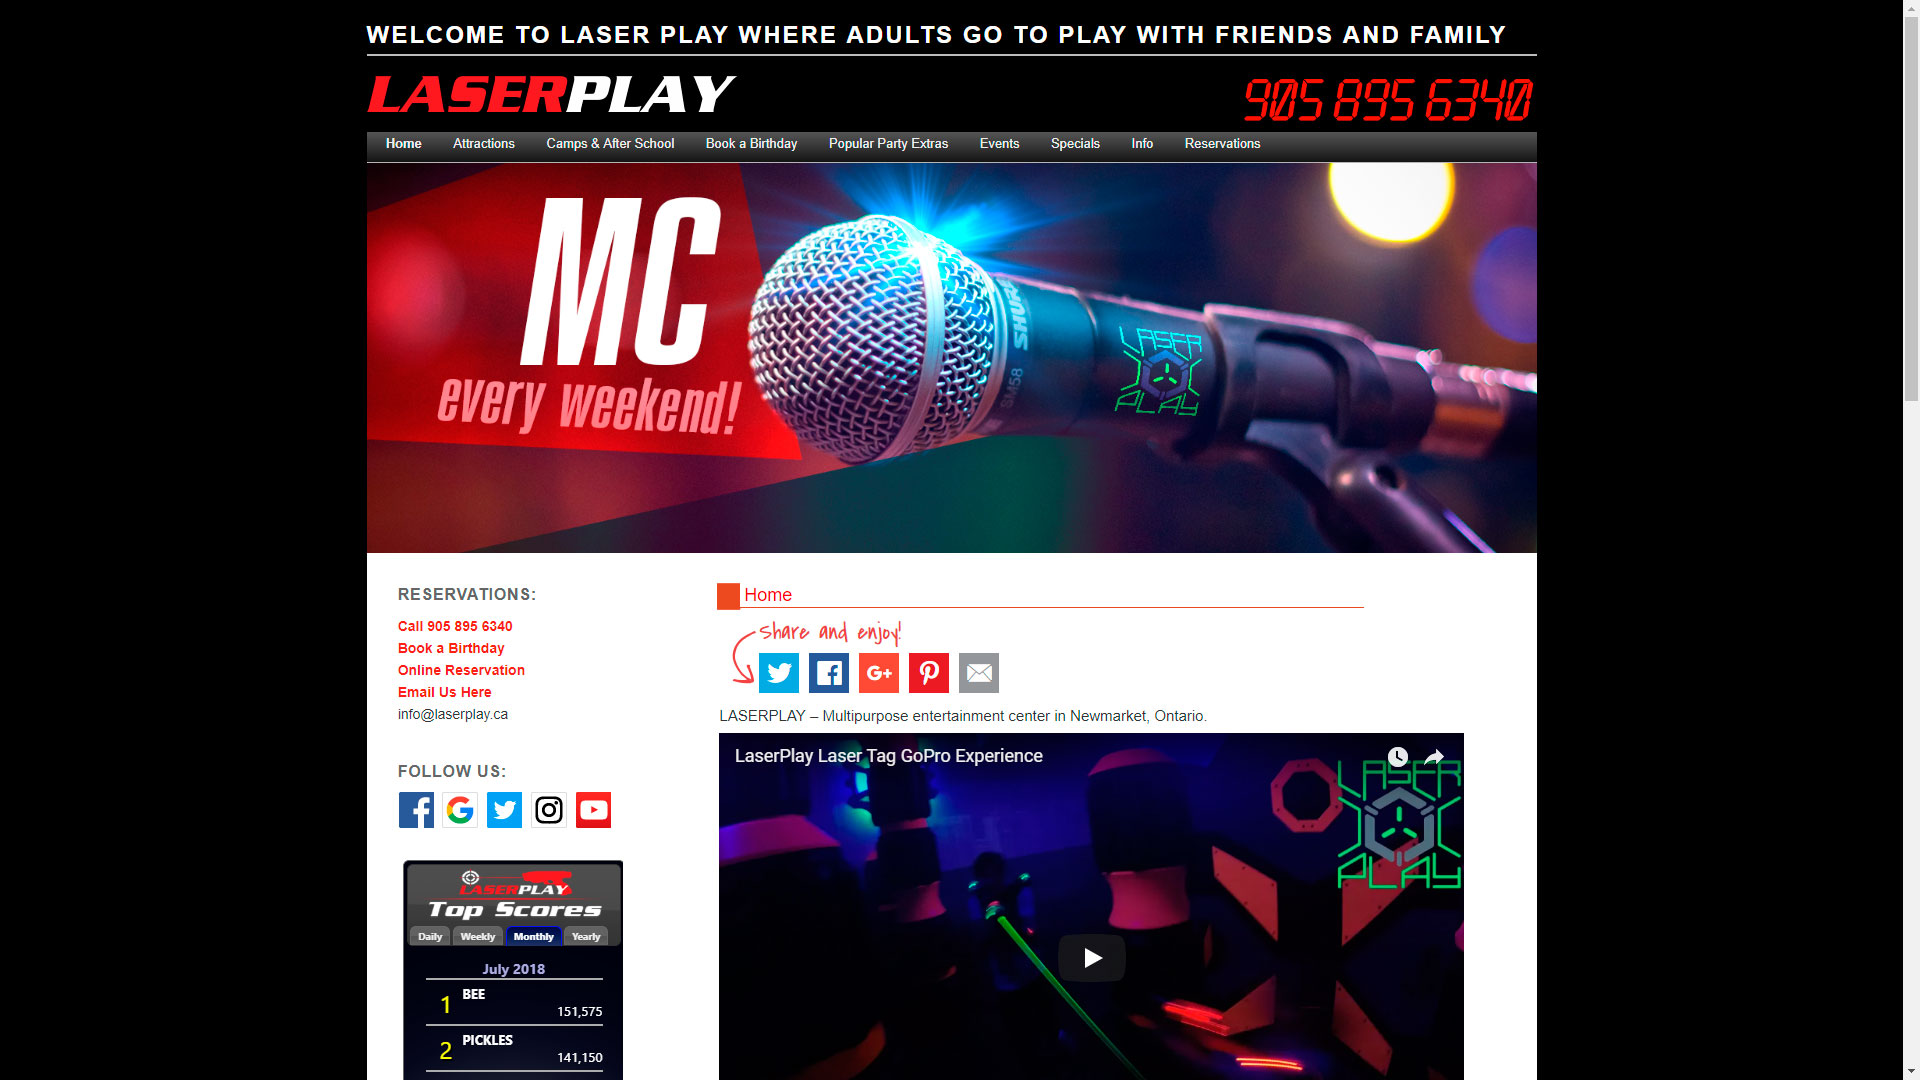 WELCOME TO LASER PLAY WHERE ADULTS GO TO PLAY WITH FRIENDS AND FAMILY
LASERPLAY
905 895 6340
Home Attractions Camps & After School Book a Birthday Popular Party Extras Events Specials Info Reservations
MC
every weekend!
SHURE
SM58
LASER
PLAY
RESERVATIONS:
Call 905 895 6340
Book a Birthday
Online Reservation
Email Us Here
info@laserplay.ca
FOLLOW US:
G
LASERPLAY
Top Scores
Daily Weekly Monthly Yearly
July 2018
1 BEE
151,575
2 PICKLES
141,150
Home
Share and enjoy!
G+
LASERPLAY – Multipurpose entertainment center in Newmarket, Ontario.
LaserPlay Laser Tag GoPro Experience
LASER
PLAY